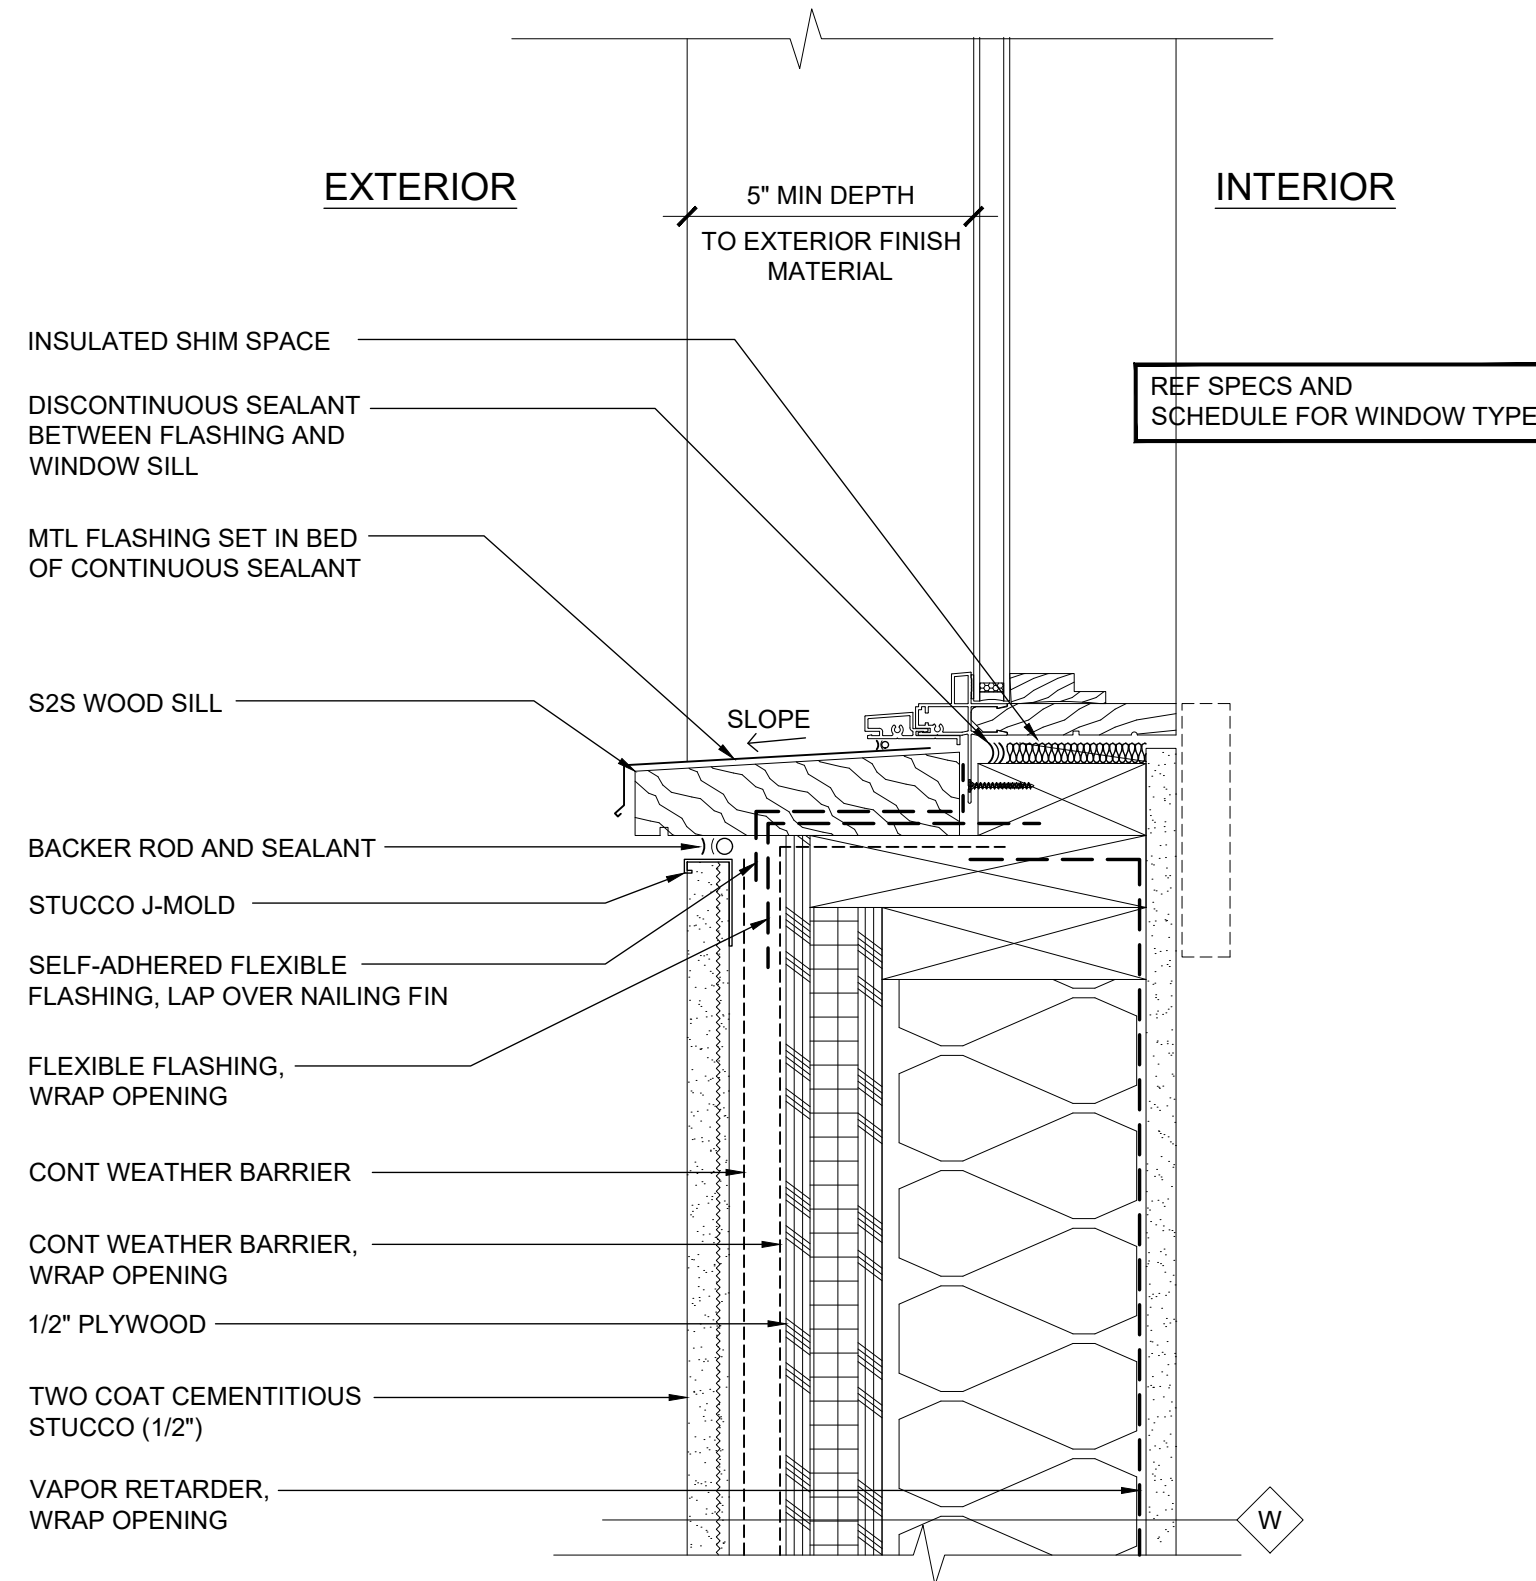 EXTERIOR
INTERIOR
5" MIN DEPTH
TO EXTERIOR FINISH
MATERIAL
INSULATED SHIM SPACE
REF SPECS AND
SCHEDULE FOR WINDOW TYPE
DISCONTINUOUS SEALANT
BETWEEN FLASHING AND
WINDOW SILL
MTL FLASHING SET IN BED
OF CONTINUOUS SEALANT
S2S WOOD SILL
SLOPE
BACKER ROD AND SEALANT
STUCCO J-MOLD
SELF-ADHERED FLEXIBLE
FLASHING, LAP OVER NAILING FIN
FLEXIBLE FLASHING,
WRAP OPENING
CONT WEATHER BARRIER
CONT WEATHER BARRIER,
WRAP OPENING
1/2" PLYWOOD
TWO COAT CEMENTITIOUS
STUCCO (1/2")
VAPOR RETARDER,
WRAP OPENING
W